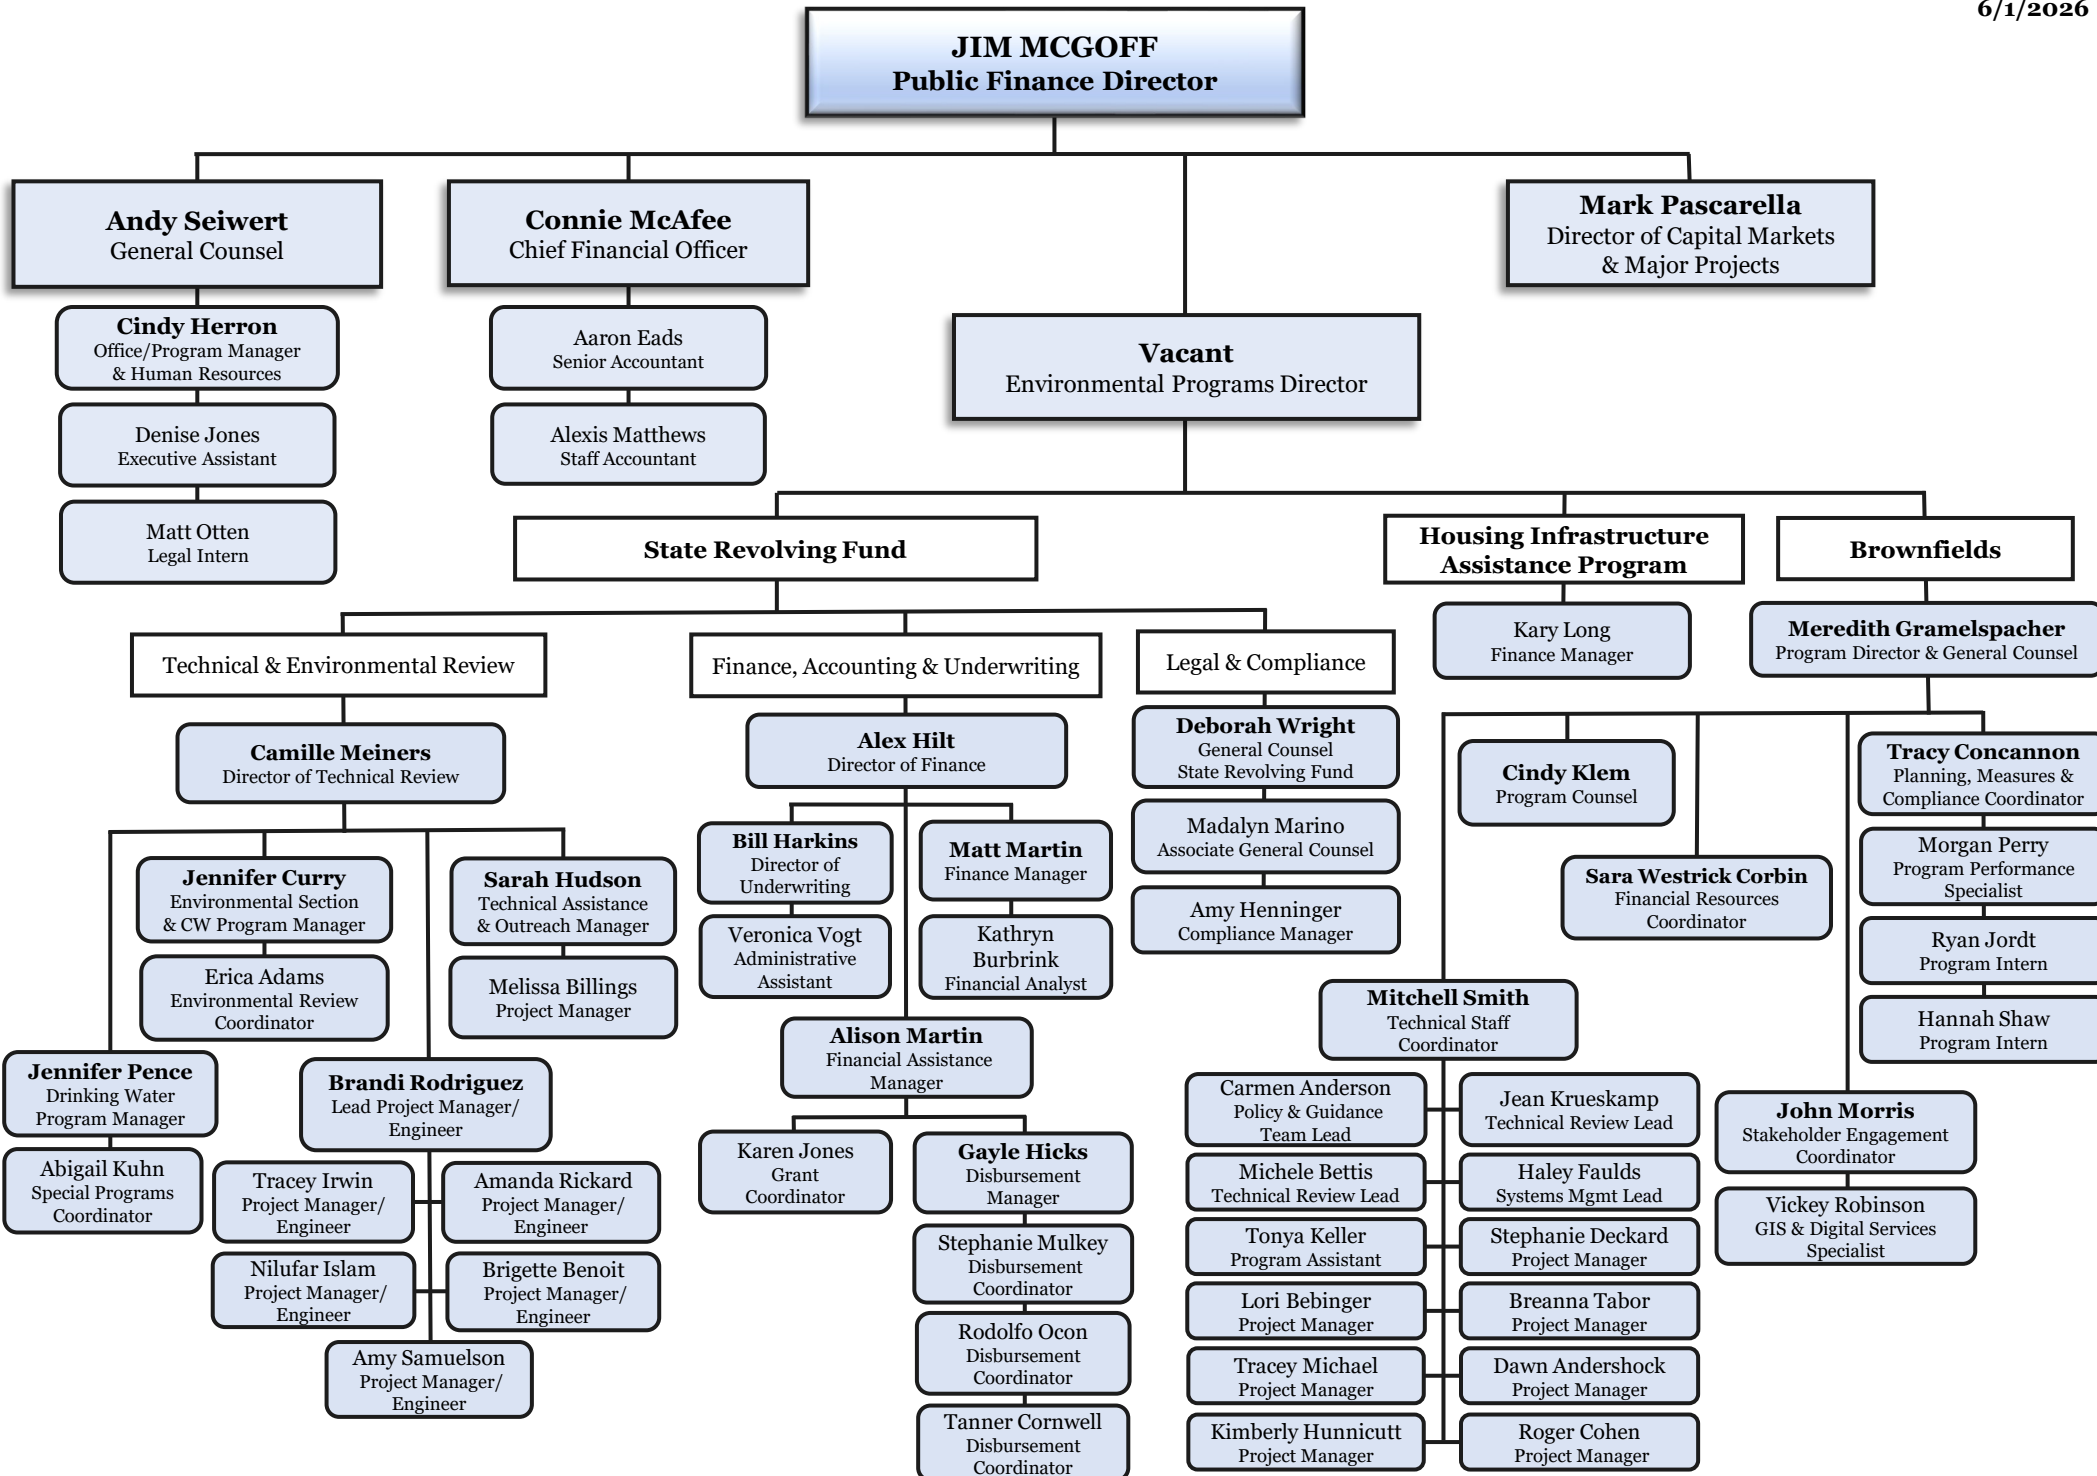 6/1/2026
JIM MCGOFF
Public Finance Director
Andy Seiwert
General Counsel
Connie McAfee
Chief Financial Officer
Mark Pascarella
Director of Capital Markets
& Major Projects
Cindy Herron
Office/Program Manager
& Human Resources
Denise Jones
Executive Assistant
Matt Otten
Legal Intern
Aaron Eads
Senior Accountant
Alexis Matthews
Staff Accountant
Vacant
Environmental Programs Director
State Revolving Fund
Housing Infrastructure
Assistance Program
Brownfields
Technical & Environmental Review
Finance, Accounting & Underwriting
Legal & Compliance
Kary Long
Finance Manager
Meredith Gramelspacher
Program Director & General Counsel
Camille Meiners
Director of Technical Review
Jennifer Curry
Environmental Section
& CW Program Manager
Erica Adams
Environmental Review
Coordinator
Sarah Hudson
Technical Assistance
& Outreach Manager
Melissa Billings
Project Manager
Jennifer Pence
Drinking Water
Program Manager
Abigail Kuhn
Special Programs
Coordinator
Brandi Rodriguez
Lead Project Manager/
Engineer
Tracey Irwin
Project Manager/
Engineer
Amanda Rickard
Project Manager/
Engineer
Nilufar Islam
Project Manager/
Engineer
Brigette Benoit
Project Manager/
Engineer
Amy Samuelson
Project Manager/
Engineer
Alex Hilt
Director of Finance
Bill Harkins
Director of
Underwriting
Veronica Vogt
Administrative
Assistant
Matt Martin
Finance Manager
Kathryn
Burbrink
Financial Analyst
Alison Martin
Financial Assistance
Manager
Karen Jones
Grant
Coordinator
Gayle Hicks
Disbursement
Manager
Stephanie Mulkey
Disbursement
Coordinator
Rodolfo Ocon
Disbursement
Coordinator
Tanner Cornwell
Disbursement
Coordinator
Deborah Wright
General Counsel
State Revolving Fund
Madalyn Marino
Associate General Counsel
Amy Henninger
Compliance Manager
Cindy Klem
Program Counsel
Sara Westrick Corbin
Financial Resources
Coordinator
Tracy Concannon
Planning, Measures &
Compliance Coordinator
Morgan Perry
Program Performance
Specialist
Ryan Jordt
Program Intern
Hannah Shaw
Program Intern
Mitchell Smith
Technical Staff
Coordinator
Carmen Anderson
Policy & Guidance
Team Lead
Jean Krueskamp
Technical Review Lead
Michele Bettis
Technical Review Lead
Haley Faulds
Systems Mgmt Lead
Tonya Keller
Program Assistant
Stephanie Deckard
Project Manager
Lori Bebinger
Project Manager
Breanna Tabor
Project Manager
Tracey Michael
Project Manager
Dawn Andershock
Project Manager
Kimberly Hunnicutt
Project Manager
Roger Cohen
Project Manager
John Morris
Stakeholder Engagement
Coordinator
Vickey Robinson
GIS & Digital Services
Specialist